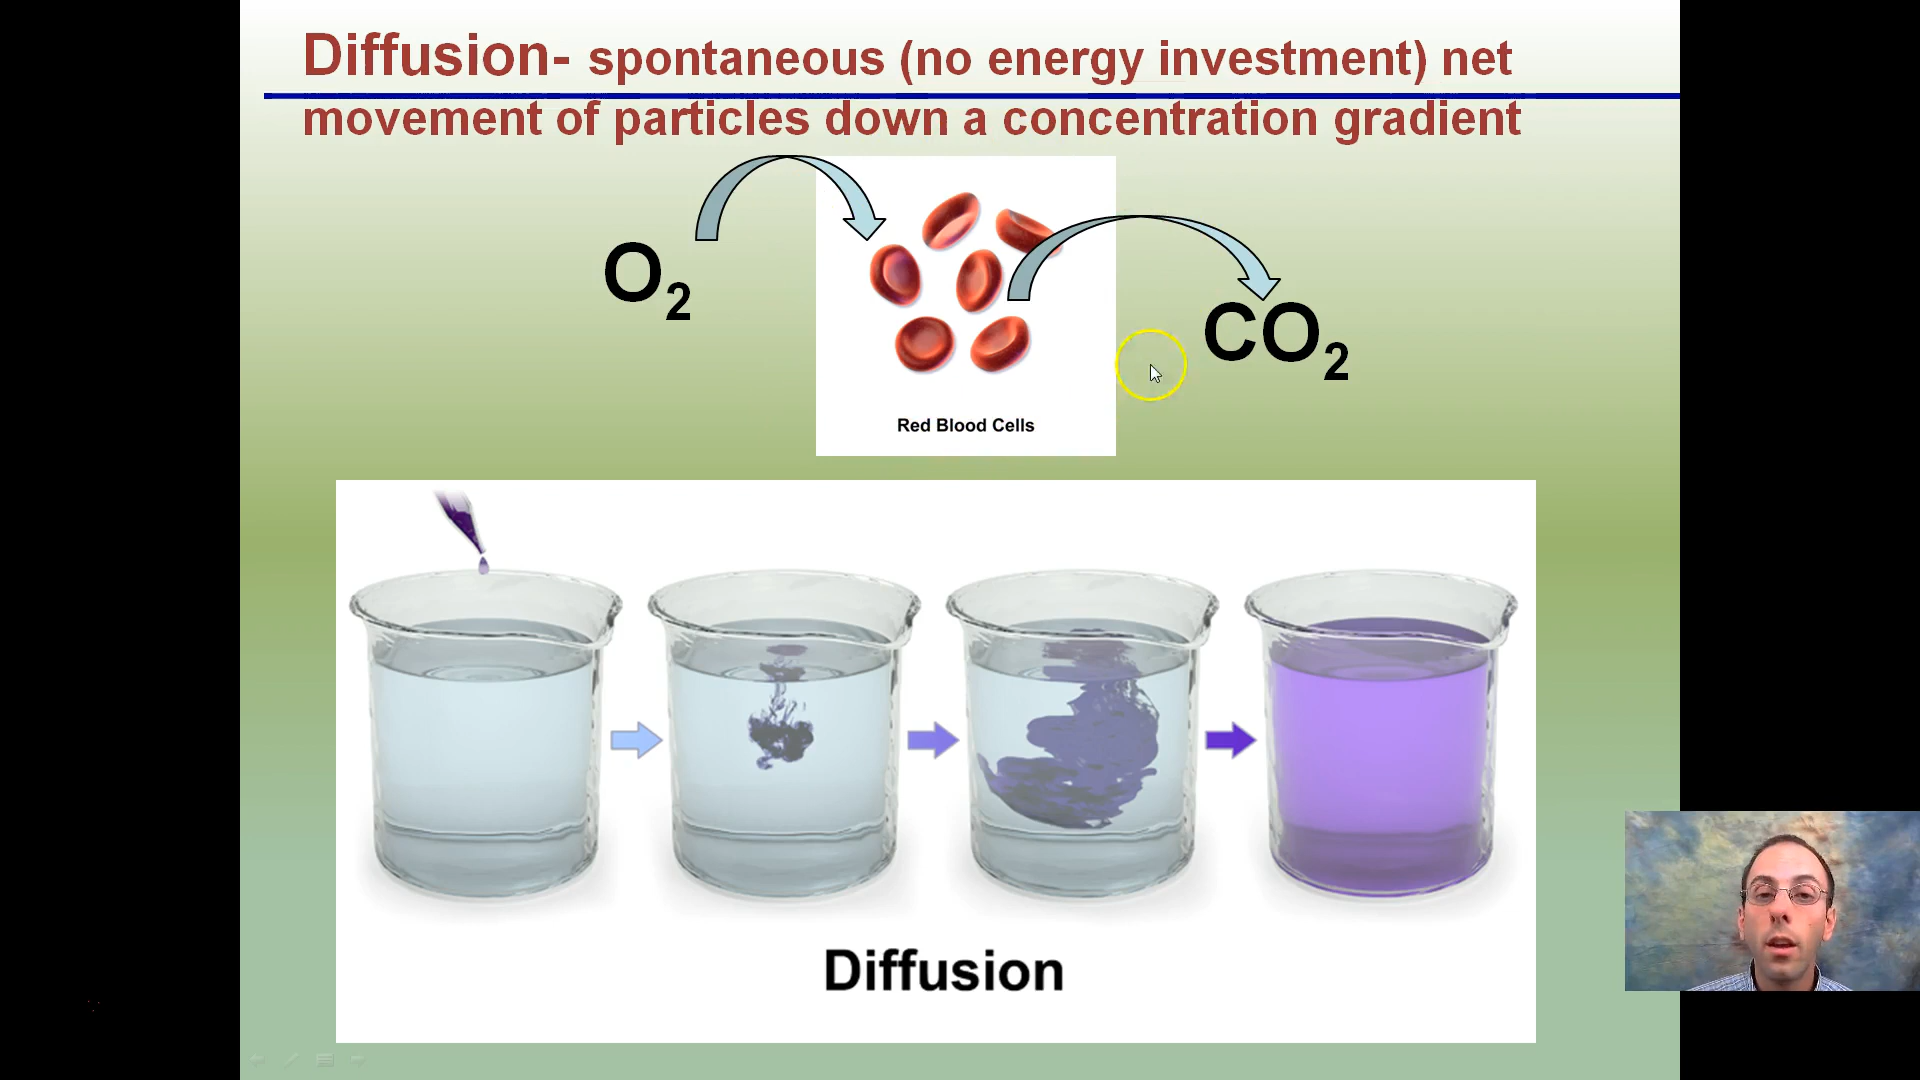 Diffusion- spontaneous (no energy investment) net
movement of particles down a concentration gradient
O2
CO2
Red Blood Cells
Diffusion